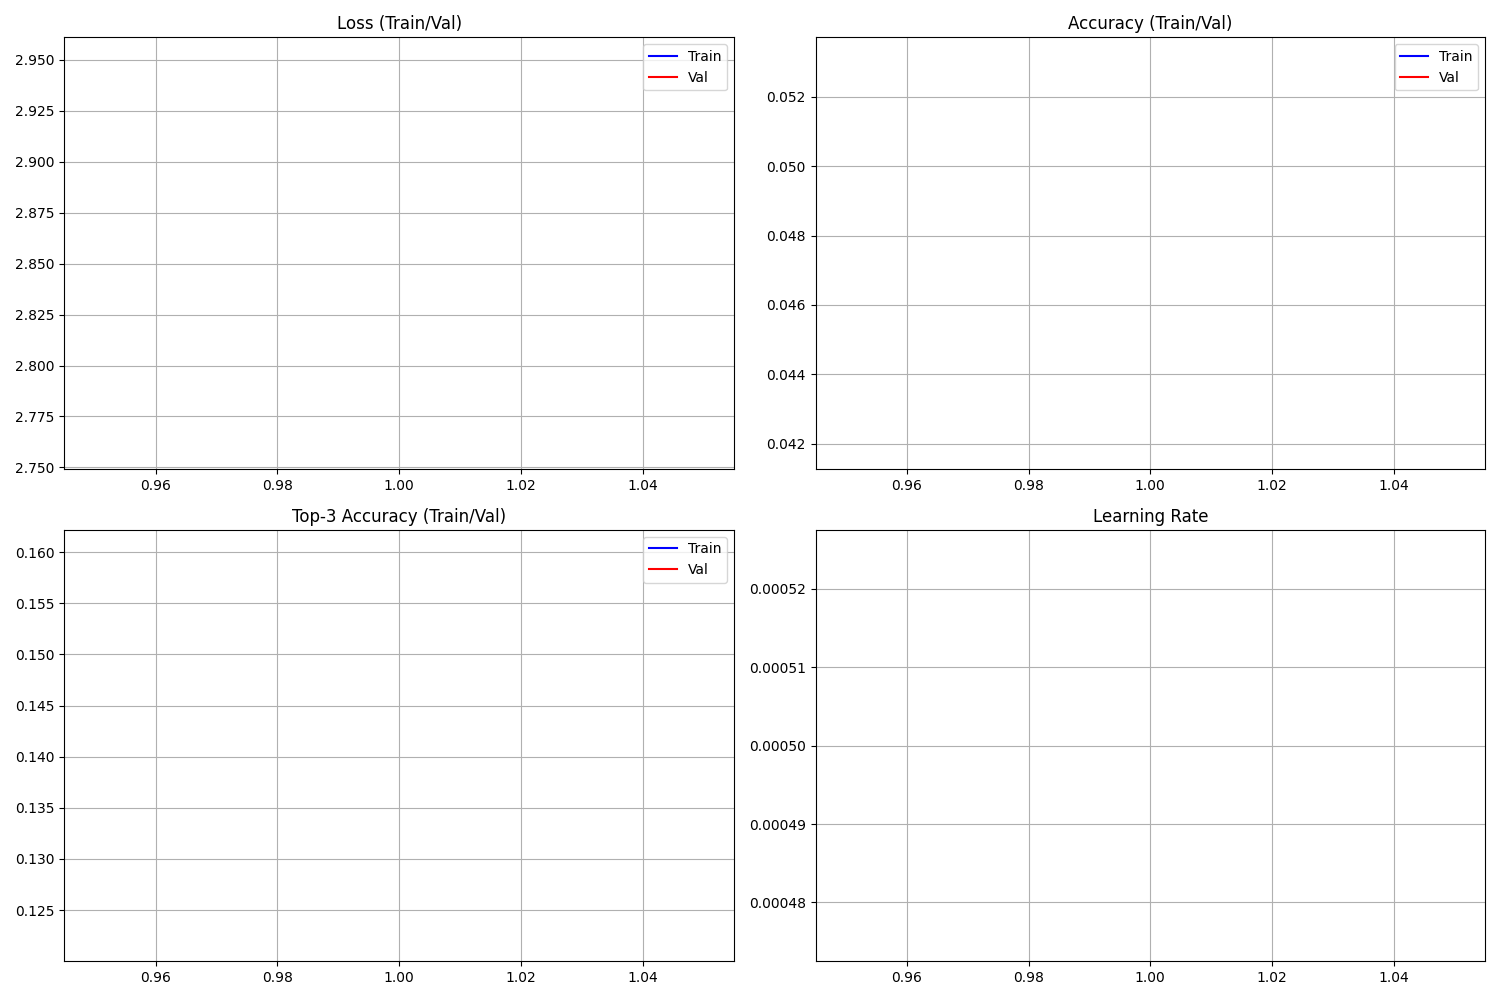 Loss (Train/Val)
2.950
2.925
2.900
2.875
2.850
2.825
2.800
2.775
2.750
0.96 0.98 1.00 1.02 1.04
Train
Val
Accuracy (Train/Val)
0.052
0.050
0.048
0.046
0.044
0.042
0.96 0.98 1.00 1.02 1.04
Train
Val
Top-3 Accuracy (Train/Val)
0.160
0.155
0.150
0.145
0.140
0.135
0.130
0.125
0.96 0.98 1.00 1.02 1.04
Train
Val
Learning Rate
0.00052
0.00051
0.00050
0.00049
0.00048
0.96 0.98 1.00 1.02 1.04